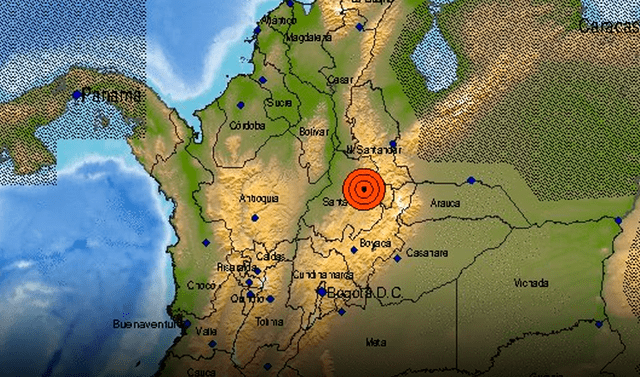 Atlántico
Caracas
Magdalena
Cesar
Panamá
Sucre
Córdoba
Bolívar
N/Santander
Antioquia
Santa
Arauca
Boyacá
Casanare
Caldas
Risaralda
Cundinamarca
Vichada
Chocó
Quindío
Bogotá D.C.
Buenaventura
Valle
Tolima
Meta
Cauca